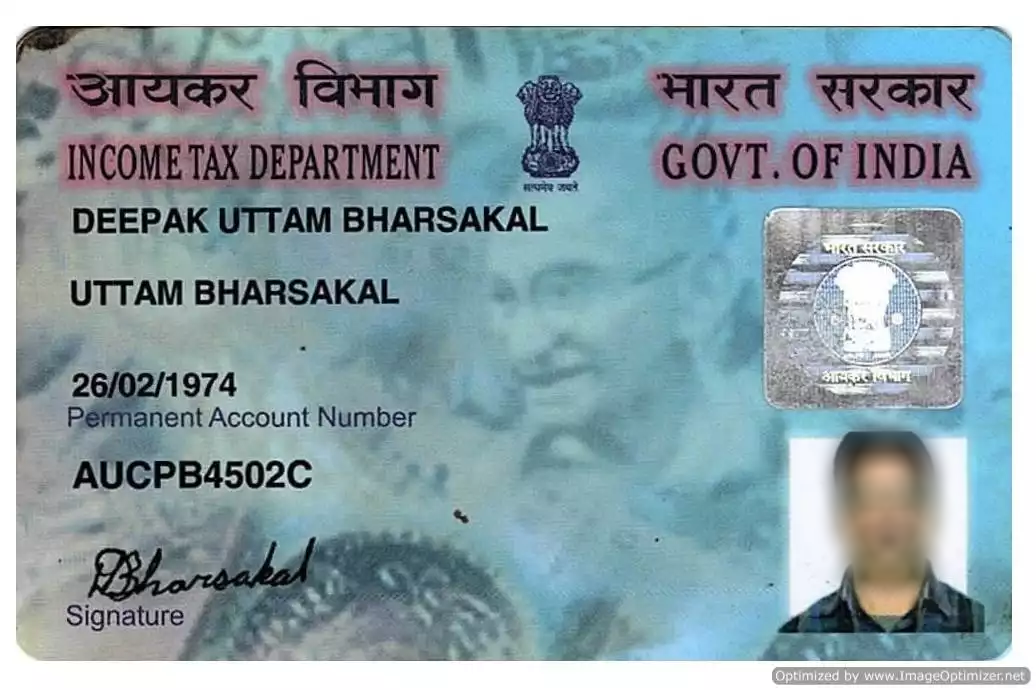 आयकर विभाग
भारत सरकार
INCOME TAX DEPARTMENT
GOVT. OF INDIA
सत्यमेव जयते
DEEPAK UTTAM BHARSAKAL
UTTAM BHARSAKAL
भारत सरकार
आयकर विभाग
26/02/1974
Permanent Account Number
AUCPB4502C
DBharsakal
Signature
Optimized by www.ImageOptimizer.net